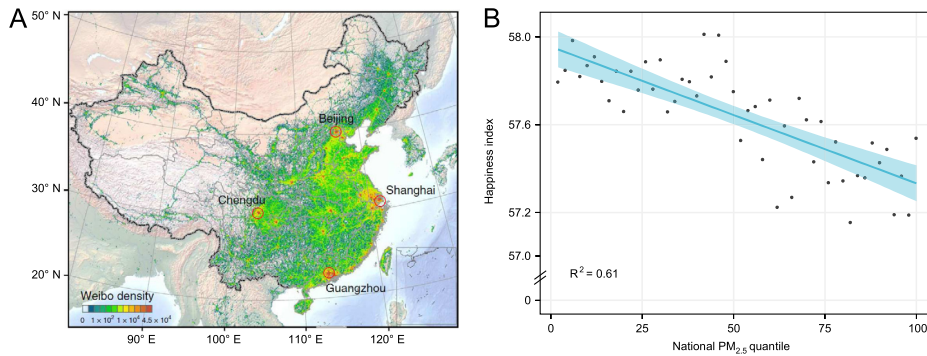 A
50° N
40° N
30° N
20° N
Beijing
Shanghai
Chengdu
Guangzhou
Weibo density
0 1 × 10² 1 × 10⁴ 4.5 × 10⁴
90° E 100° E 110° E 120° E
B
58.0
57.6
57.2
57.0
0
Happiness index
R² = 0.61
0 25 50 75 100
National PM₂.₅ quantile